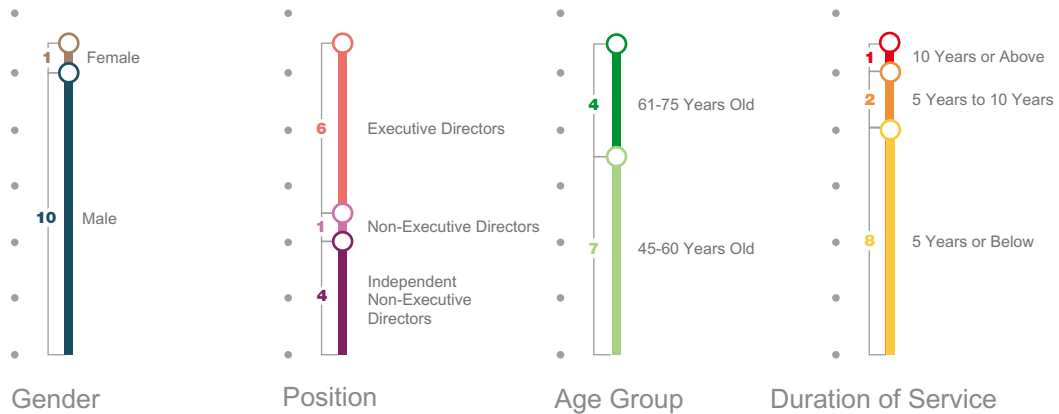 1 Female
10 Male
Gender
6 Executive Directors
1 Non-Executive Directors
4 Independent
Non-Executive
Directors
Position
4 61-75 Years Old
7 45-60 Years Old
Age Group
1 10 Years or Above
2 5 Years to 10 Years
8 5 Years or Below
Duration of Service